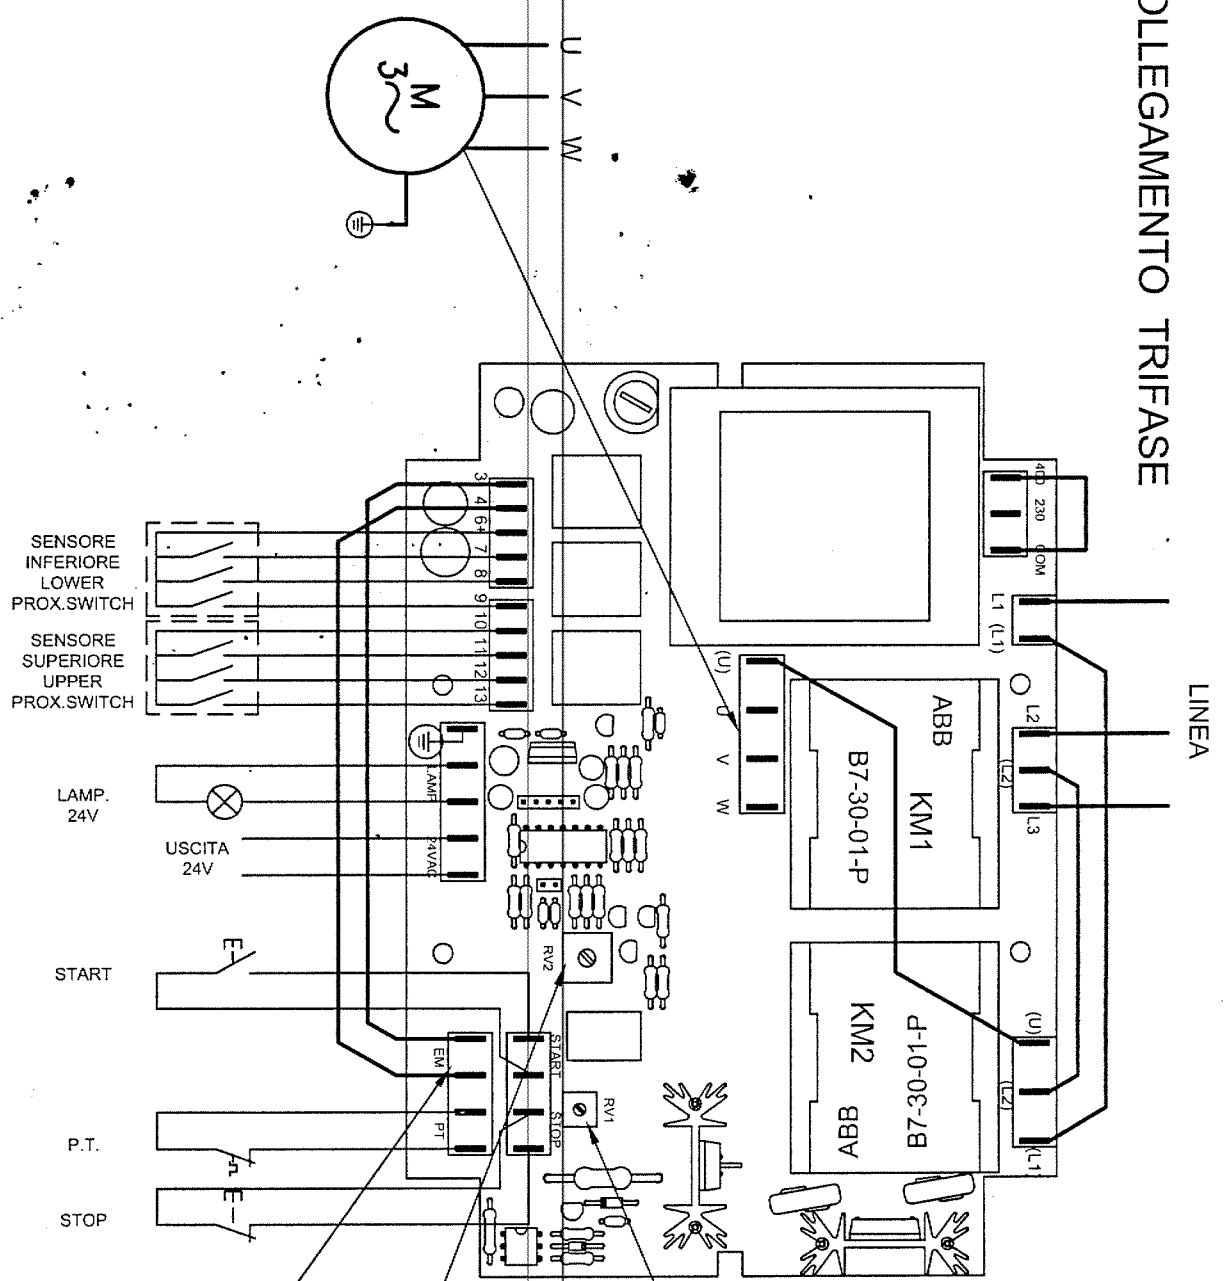 OLLEGAMENTO TRIFASE
U
V
W
M
3~
400
230
COM
L1
(L1)
LINEA
3
4
6+
7
8
9
10
11
12
13
SENSORE
INFERIORE
LOWER
PROX.SWITCH
SENSORE
SUPERIORE
UPPER
PROX.SWITCH
(U)
U
V
W
ABB
KM1
B7-30-01-P
L2
(L2)
L3
LAMP
24VAC
LAMP.
24V
USCITA
24V
RV2
E
START
KM2
B7-30-01-P
ABB
(U)
(L2)
(L1)
EM
PT
START
STOP
RV1
P.T.
E
STOP